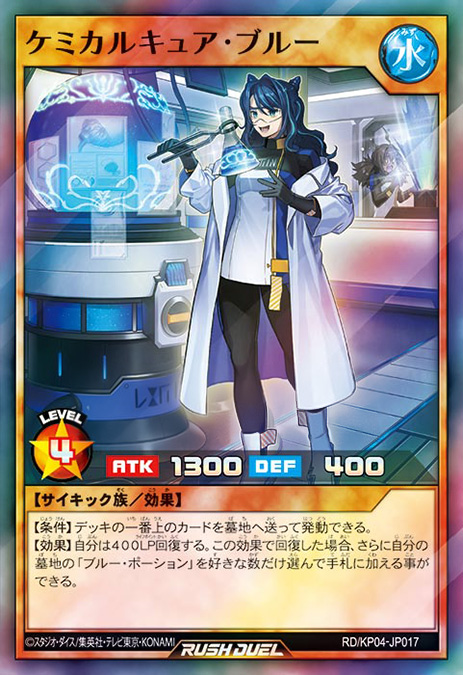 ケミカルキュア・ブルー
みず
水
LEVEL
4
ATK 1300 DEF 400
【サイキック族/効果】
【条件】デッキの一番上のカードを墓地へ送って発動できる。
【効果】自分は400LP回復する。この効果で回復した場合、さらに自分の
墓地の「ブルー・ポーション」を好きな数だけ選んで手札に加える事が
できる。
©スタジオ・ダイス/集英社・テレビ東京・KONAMI
RUSH DUEL
RD/KP04-JP017